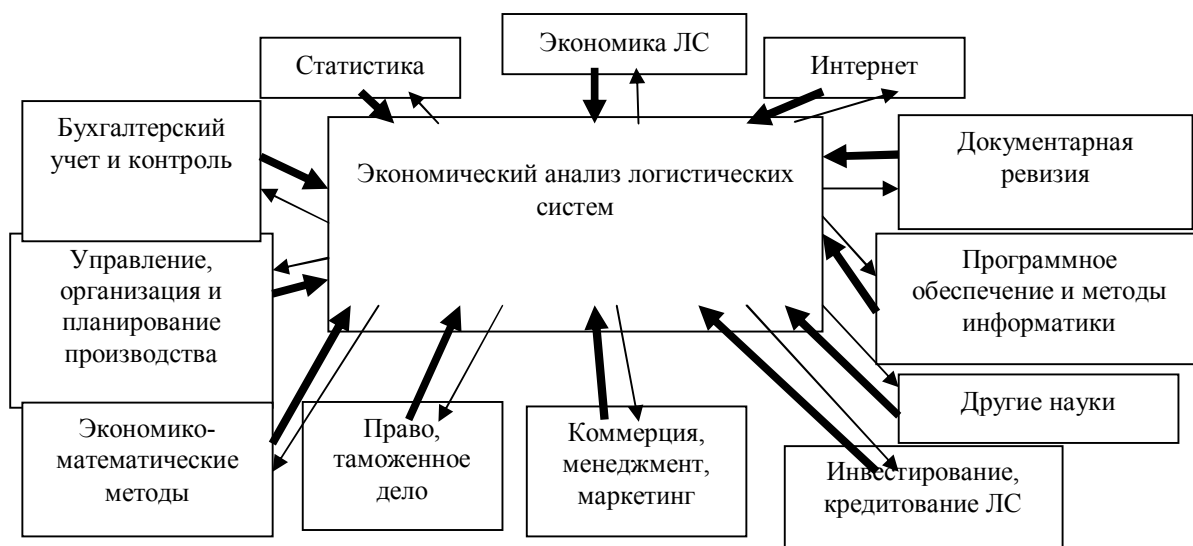 Экономика ЛС
Статистика
Интернет
Бухгалтерский
учет и контроль
Экономический анализ логистических
систем
Документарная
ревизия
Управление,
организация и
планирование
производства
Программное
обеспечение и методы
информатики
Другие науки
Экономико-
математические
методы
Право,
таможенное
дело
Коммерция,
менеджмент,
маркетинг
Инвестирование,
кредитование ЛС